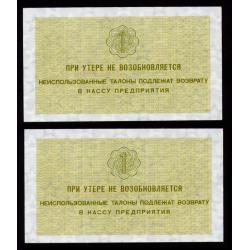 ПРИ УТЕРЕ НЕ ВОЗОБНОВЛЯЕТСЯ
НЕИСПОЛЬЗОВАННЫЕ ТАЛОНЫ ПОДЛЕЖАТ ВОЗВРАТУ
В КАССУ ПРЕДПРИЯТИЯ
ПРИ УТЕРЕ НЕ ВОЗОБНОВЛЯЕТСЯ
НЕИСПОЛЬЗОВАННЫЕ ТАЛОНЫ ПОДЛЕЖАТ ВОЗВРАТУ
В КАССУ ПРЕДПРИЯТИЯ